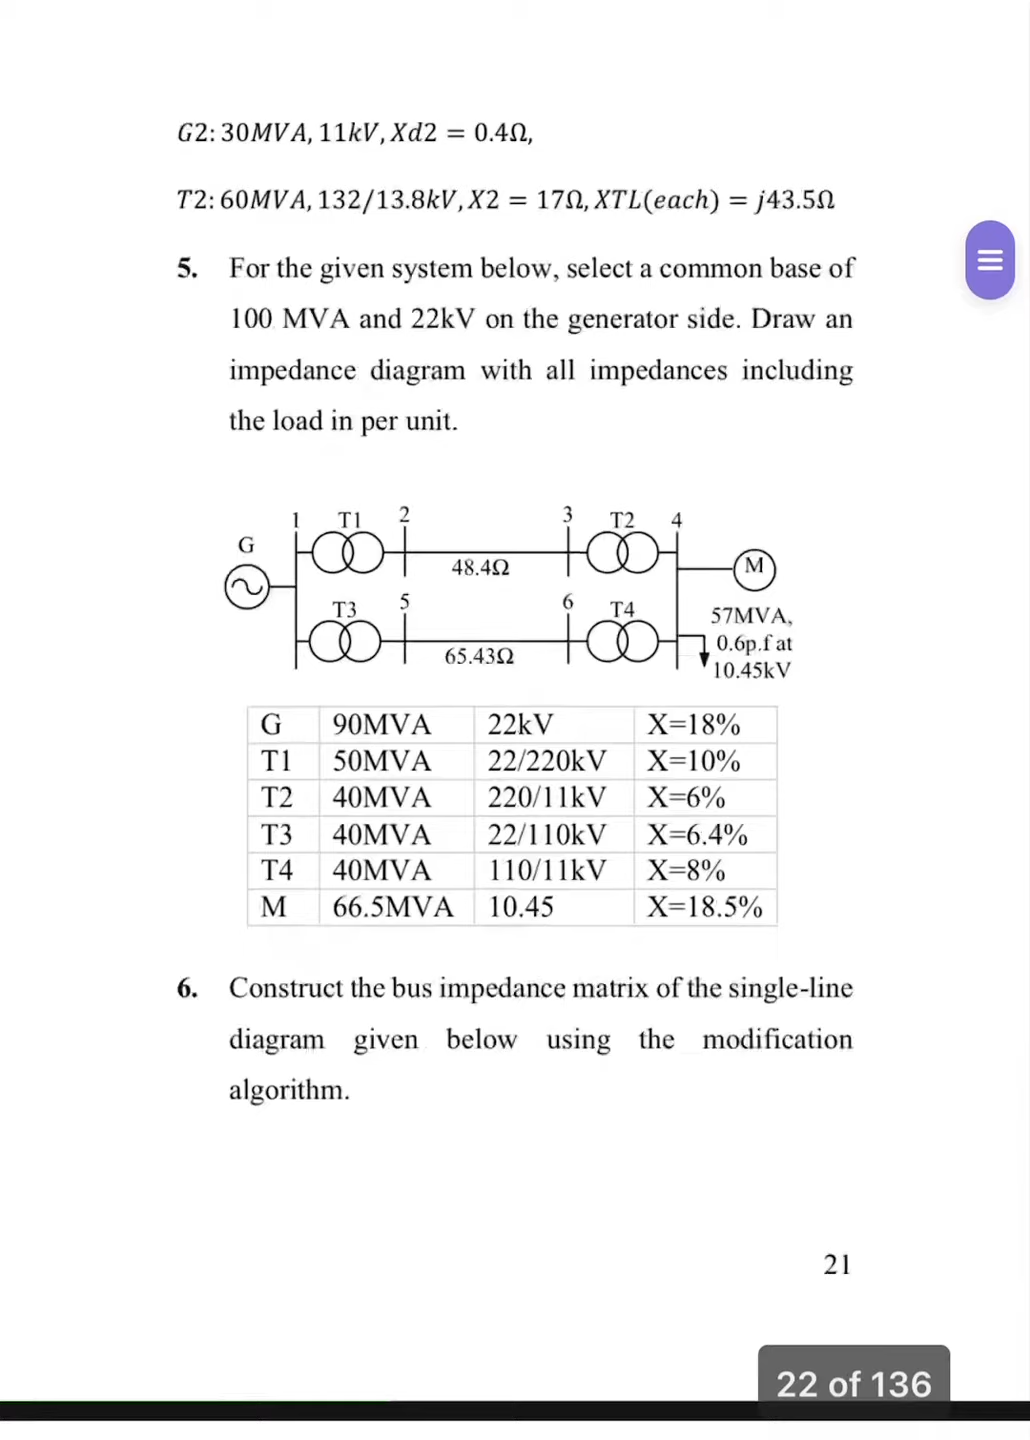 G2: 30MVA, 11kV, Xd2 = 0.4Ω,
T2: 60MVA, 132/13.8kV, X2 = 17Ω, XTL(each) = j43.5Ω
5. For the given system below, select a common base of
100 MVA and 22kV on the generator side. Draw an
impedance diagram with all impedances including
the load in per unit.
1 T1 2 3 T2 4
G
48.4Ω
M
T3 5 6 T4
57MVA,
0.6p.f at
65.43Ω
10.45kV
G 90MVA 22kV X=18%
T1 50MVA 22/220kV X=10%
T2 40MVA 220/11kV X=6%
T3 40MVA 22/110kV X=6.4%
T4 40MVA 110/11kV X=8%
M 66.5MVA 10.45 X=18.5%
6. Construct the bus impedance matrix of the single-line
diagram given below using the modification
algorithm.
21
22 of 136